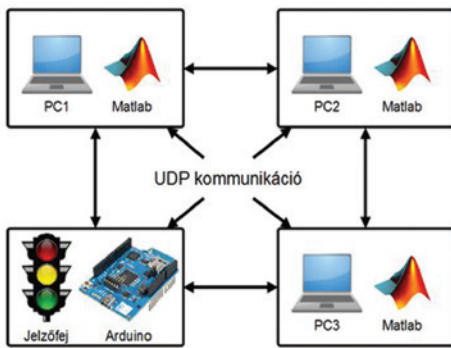 PC1 Matlab
PC2 Matlab
UDP kommunikáció
Jelzőfej Arduino
PC3 Matlab